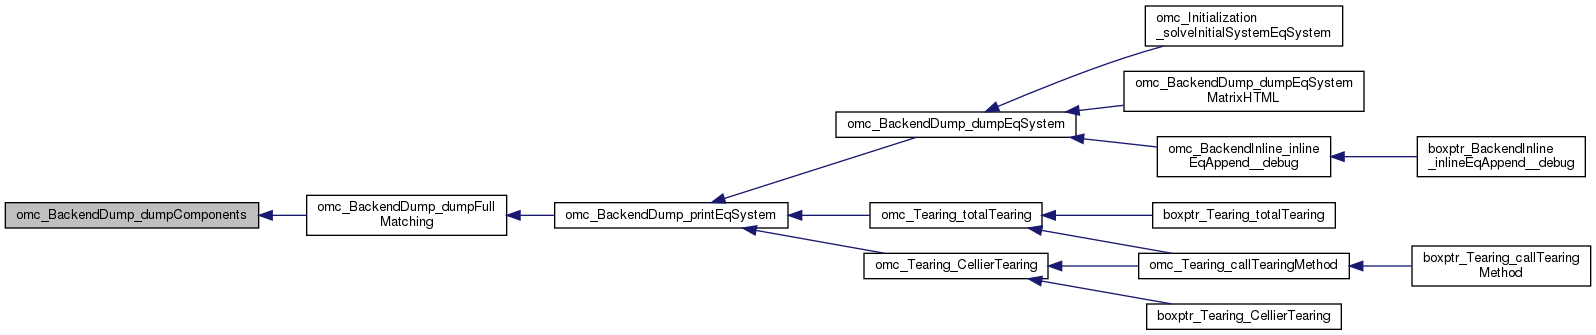 omc_Initialization
_solveInitialSystemEqSystem
omc_BackendDump_dumpEqSystem
MatrixHTML
omc_BackendDump_dumpEqSystem
omc_BackendInline_inline
EqAppend__debug
boxptr_BackendInline
_inlineEqAppend__debug
omc_BackendDump_dumpComponents
omc_BackendDump_dumpFull
Matching
omc_BackendDump_printEqSystem
omc_Tearing_totalTearing
boxptr_Tearing_totalTearing
omc_Tearing_CellierTearing
omc_Tearing_callTearingMethod
boxptr_Tearing_callTearing
Method
boxptr_Tearing_CellierTearing